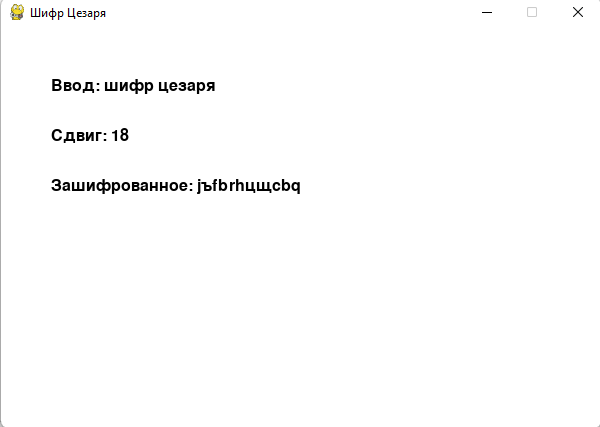 Шифр Цезаря
Ввод: шифр цезаря
Сдвиг: 18
Зашифрованное: jъfbrhцщcbq